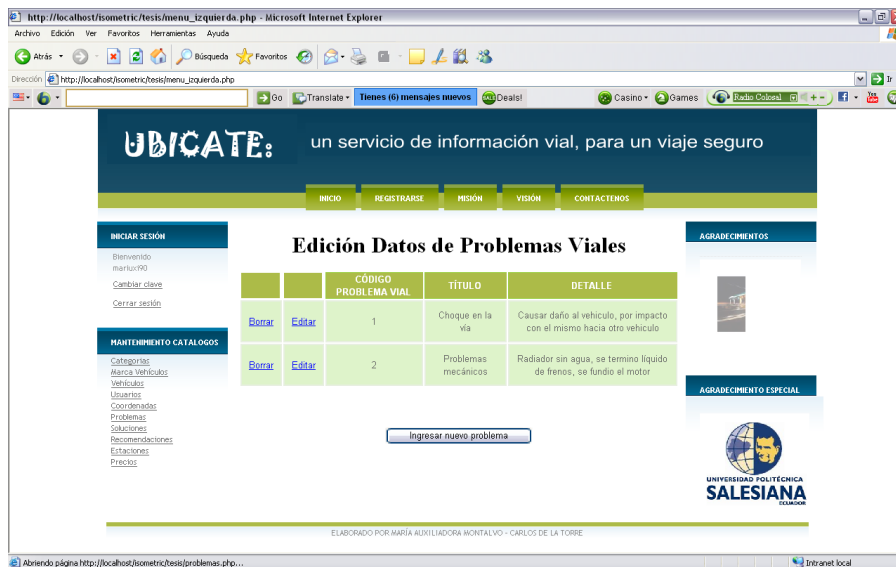 http://localhost/isometric/tesis/menu_izquierda.php - Microsoft Internet Explorer
Archivo Edición Ver Favoritos Herramientas Ayuda
Atrás Búsqueda Favoritos
Dirección http://localhost/isometric/tesis/menu_izquierda.php Ir
Go Translate Tienes (6) mensajes nuevos Deals! Casino Games Radio Colosal
UBICATE: un servicio de información vial, para un viaje seguro
INICIO REGISTRARSE MISIÓN VISIÓN CONTACTENOS
INICIAR SESIÓN
Bienvenido
mariuxi90
Cambiar clave
Cerrar sesión
MANTENIMIENTO CATALOGOS
Categorias
Marca Vehículos
Vehículos
Usuarios
Coordenadas
Problemas
Soluciones
Recomendaciones
Estaciones
Precios
Edición Datos de Problemas Viales
CÓDIGO PROBLEMA VIAL TÍTULO DETALLE
Borrar Editar 1 Choque en la vía Causar daño al vehiculo, por impacto con el mismo hacia otro vehiculo
Borrar Editar 2 Problemas mecánicos Radiador sin agua, se termino líquido de frenos, se fundio el motor
Ingresar nuevo problema
AGRADECIMIENTOS
AGRADECIMIENTO ESPECIAL
UNIVERSIDAD POLITÉCNICA
SALESIANA
ECUADOR
ELABORADO POR MARÍA AUXILIADORA MONTALVO - CARLOS DE LA TORRE
Abriendo página http://localhost/isometric/tesis/problemas.php...
Intranet local